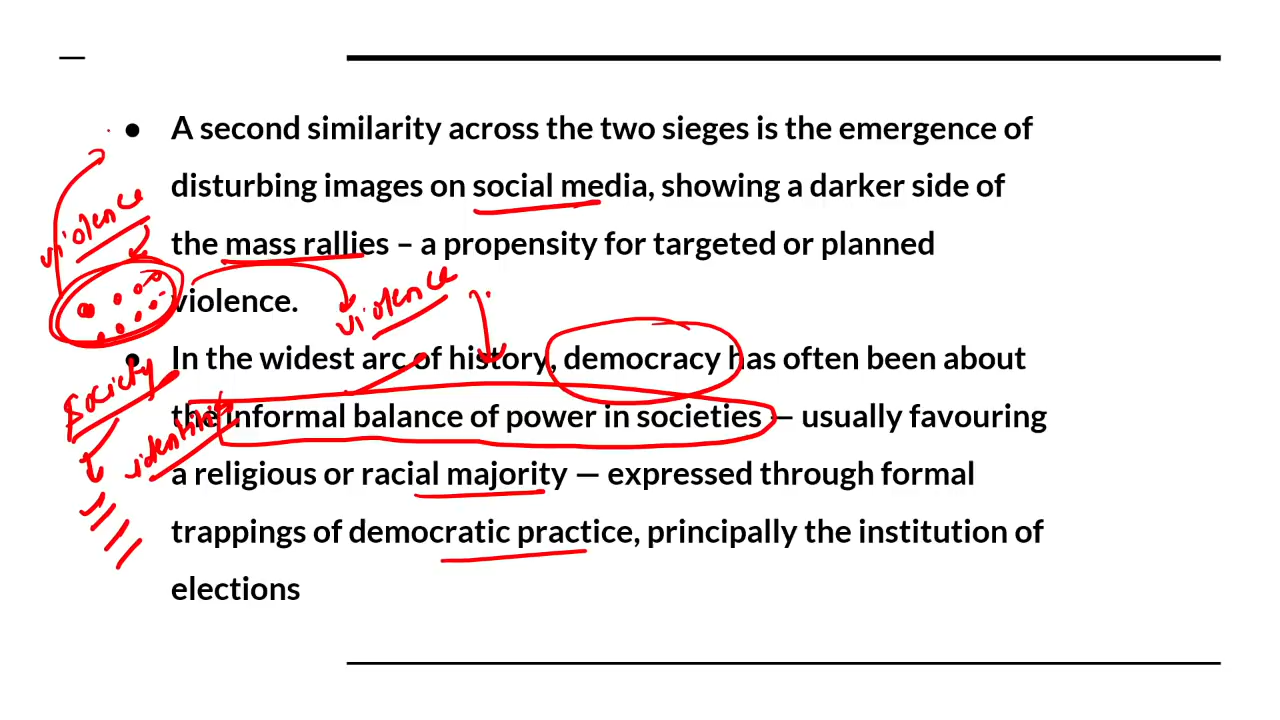 ● A second similarity across the two sieges is the emergence of
disturbing images on social media, showing a darker side of
the mass rallies – a propensity for targeted or planned
violence.
● In the widest arc of history, democracy has often been about
the informal balance of power in societies — usually favouring
a religious or racial majority — expressed through formal
trappings of democratic practice, principally the institution of
elections
violence
violence
society